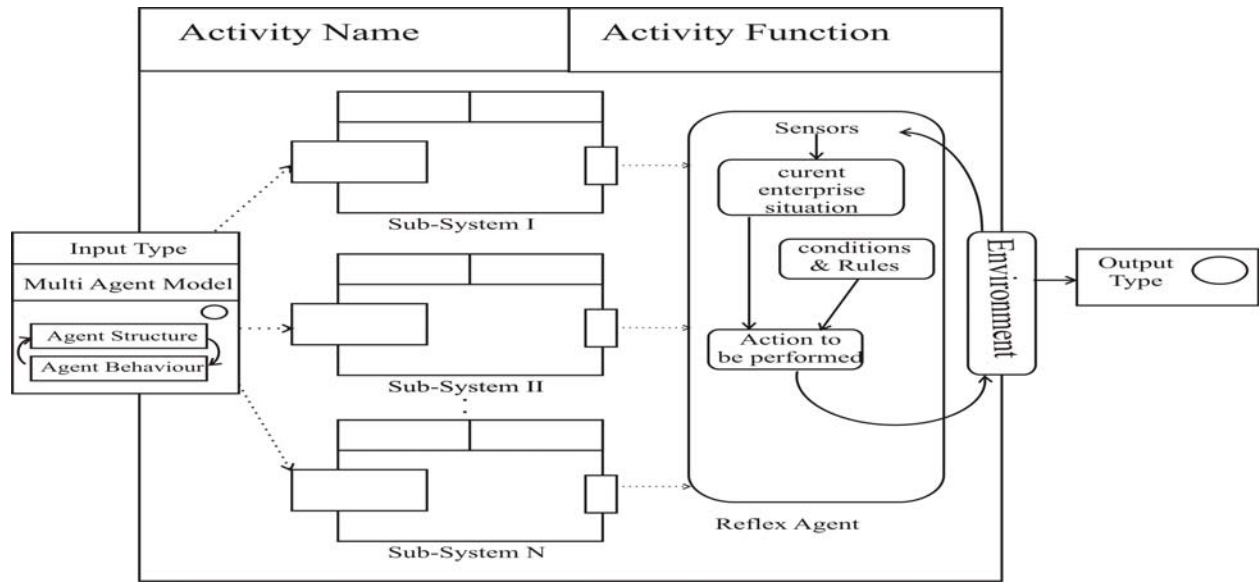 Activity Name
Activity Function
Input Type
Multi Agent Model
Agent Structure
Agent Behaviour
Sub-System I
Sub-System II
Sub-System N
Sensors
curent
enterprise
situation
conditions
& Rules
Action to
be performed
Reflex Agent
Environment
Output
Type